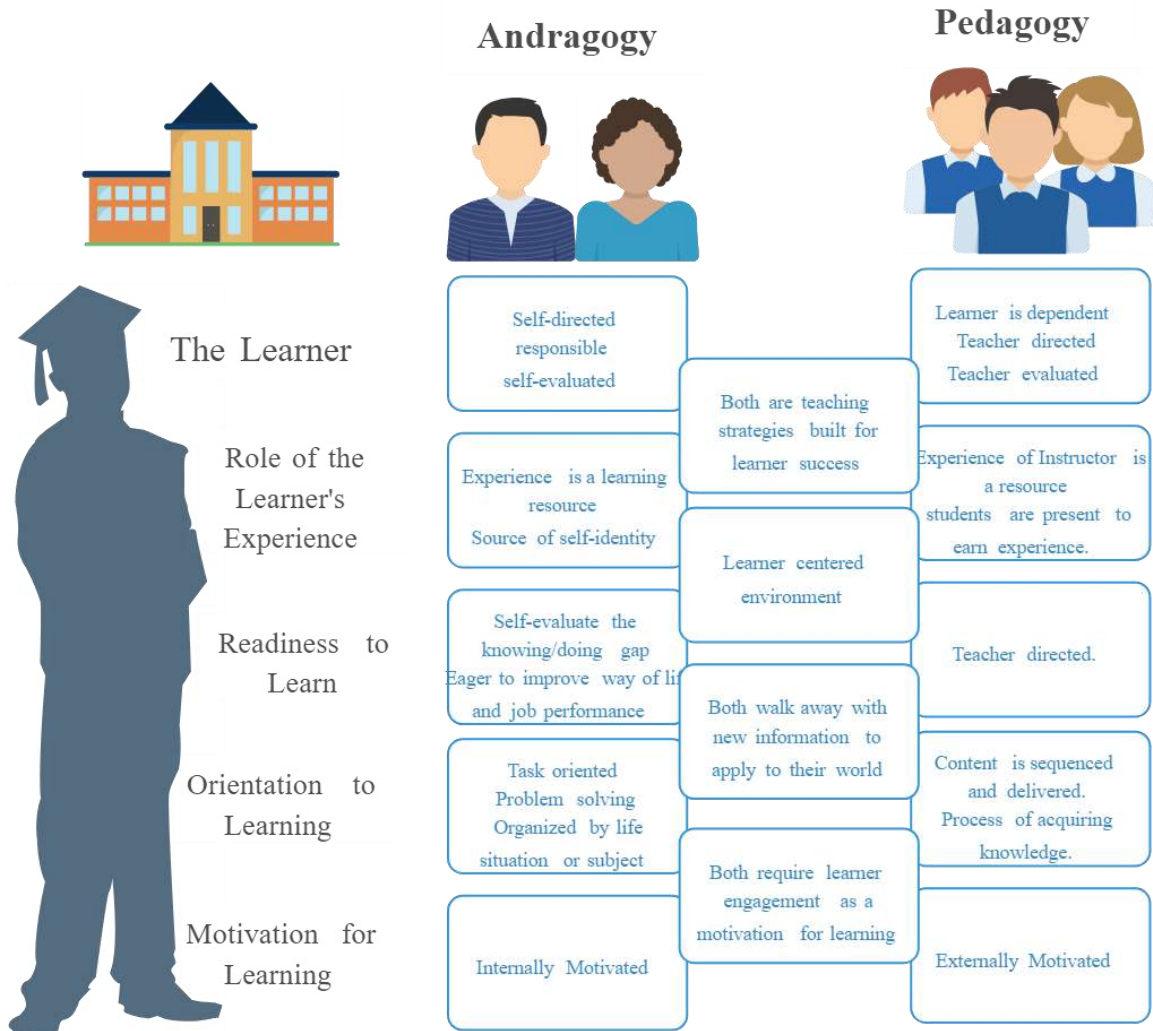 Andragogy
Pedagogy
The Learner
Self-directed
responsible
self-evaluated
Learner is dependent
Teacher directed
Teacher evaluated
Both are teaching
strategies built for
learner success
Role of the
Learner's
Experience
Experience is a learning
resource
Source of self-identity
Experience of Instructor is
a resource
students are present to
earn experience.
Learner centered
environment
Readiness to
Learn
Self-evaluate the
knowing/doing gap
Eager to improve way of lif
and job performance
Teacher directed.
Both walk away with
new information to
apply to their world
Orientation to
Learning
Task oriented
Problem solving
Organized by life
situation or subject
Content is sequenced
and delivered.
Process of acquiring
knowledge.
Both require learner
engagement as a
motivation for learning
Motivation for
Learning
Internally Motivated
Externally Motivated